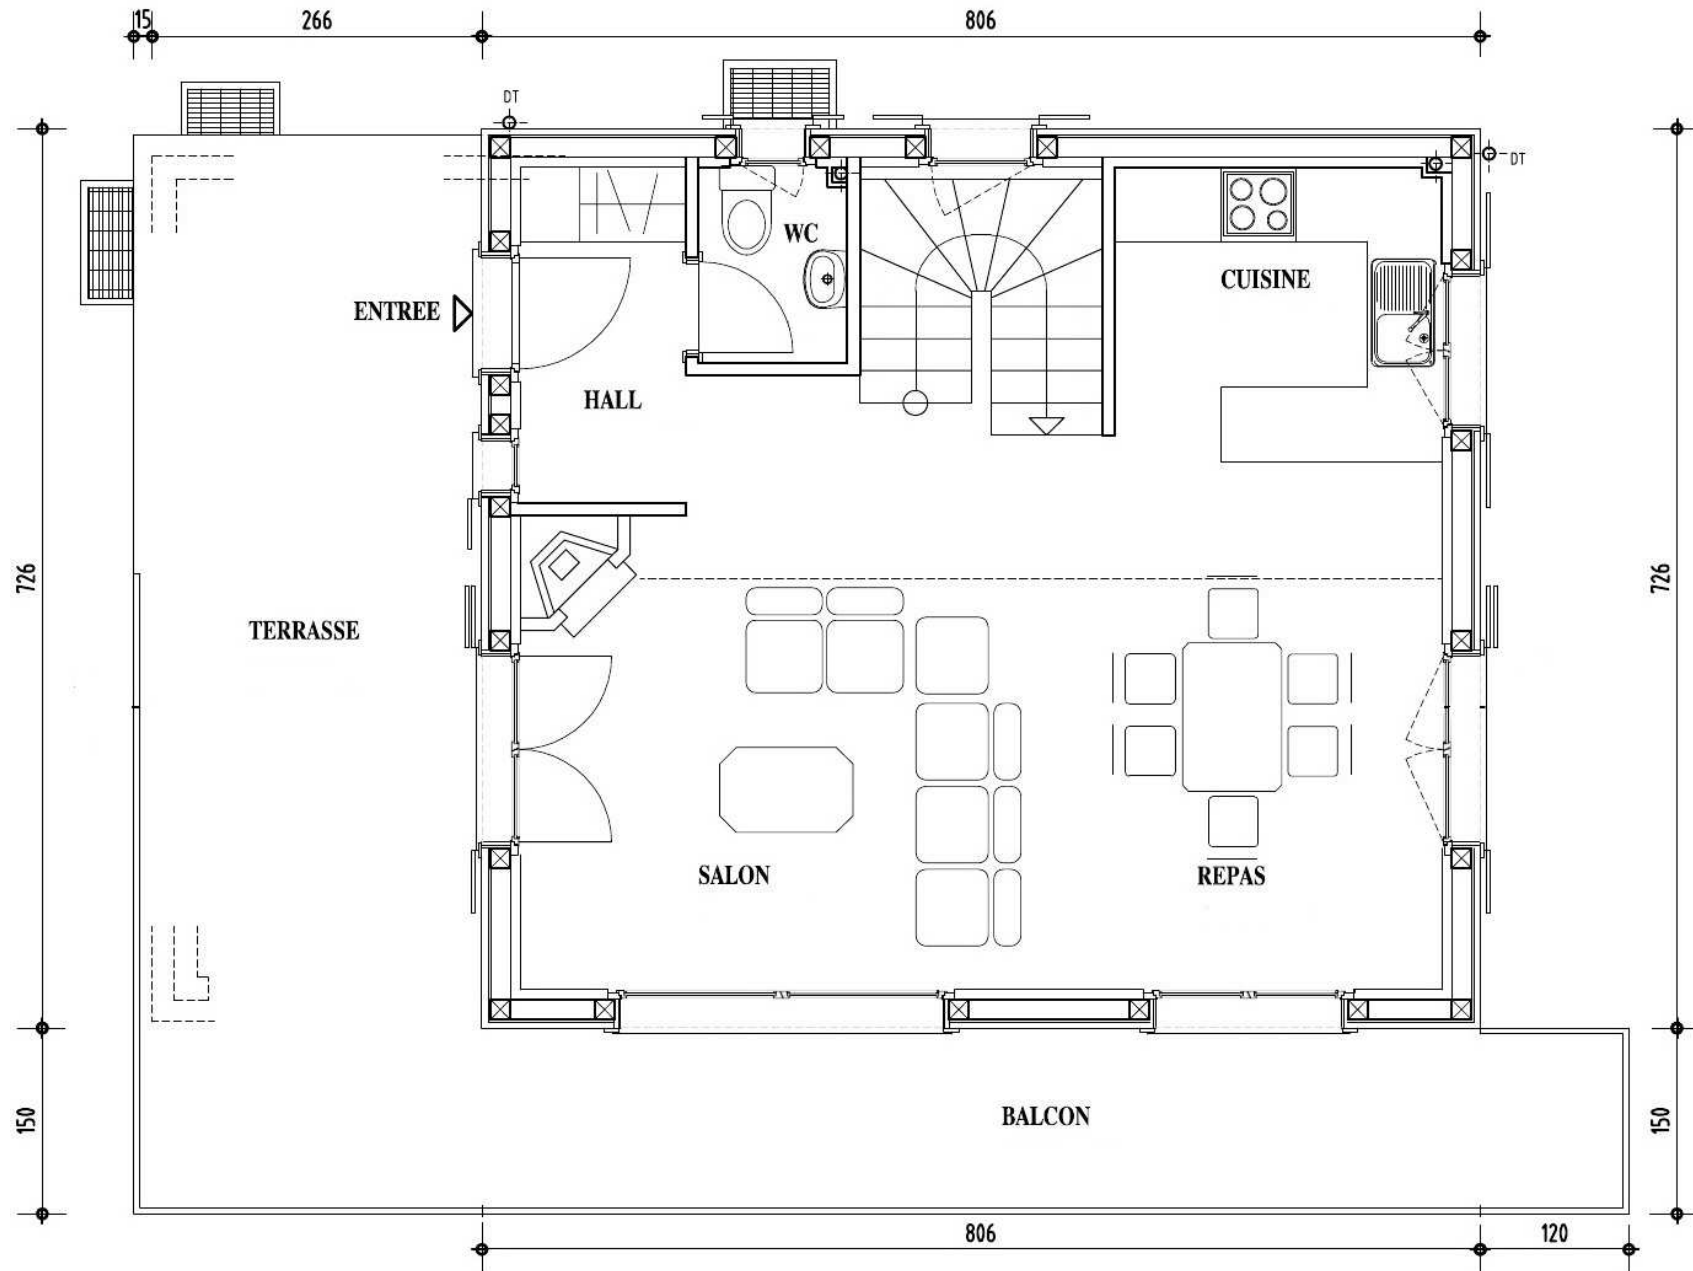 15
266
806
DT
DT
WC
CUISINE
ENTREE
HALL
726
726
TERRASSE
SALON
REPAS
150
BALCON
150
806
120